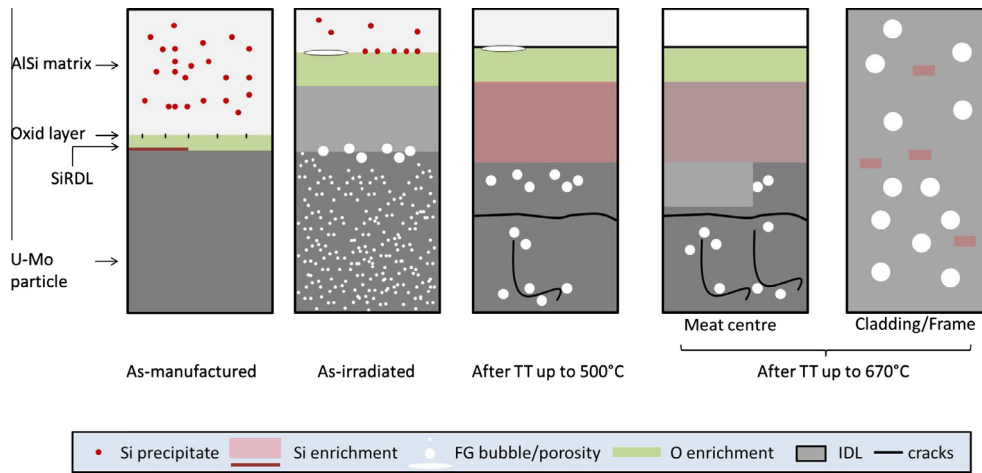 AlSi matrix
Oxid layer
SiRDL
U-Mo
particle
Meat centre
Cladding/Frame
As-manufactured
As-irradiated
After TT up to 500°C
After TT up to 670°C
Si precipitate
Si enrichment
FG bubble/porosity
O enrichment
IDL
cracks